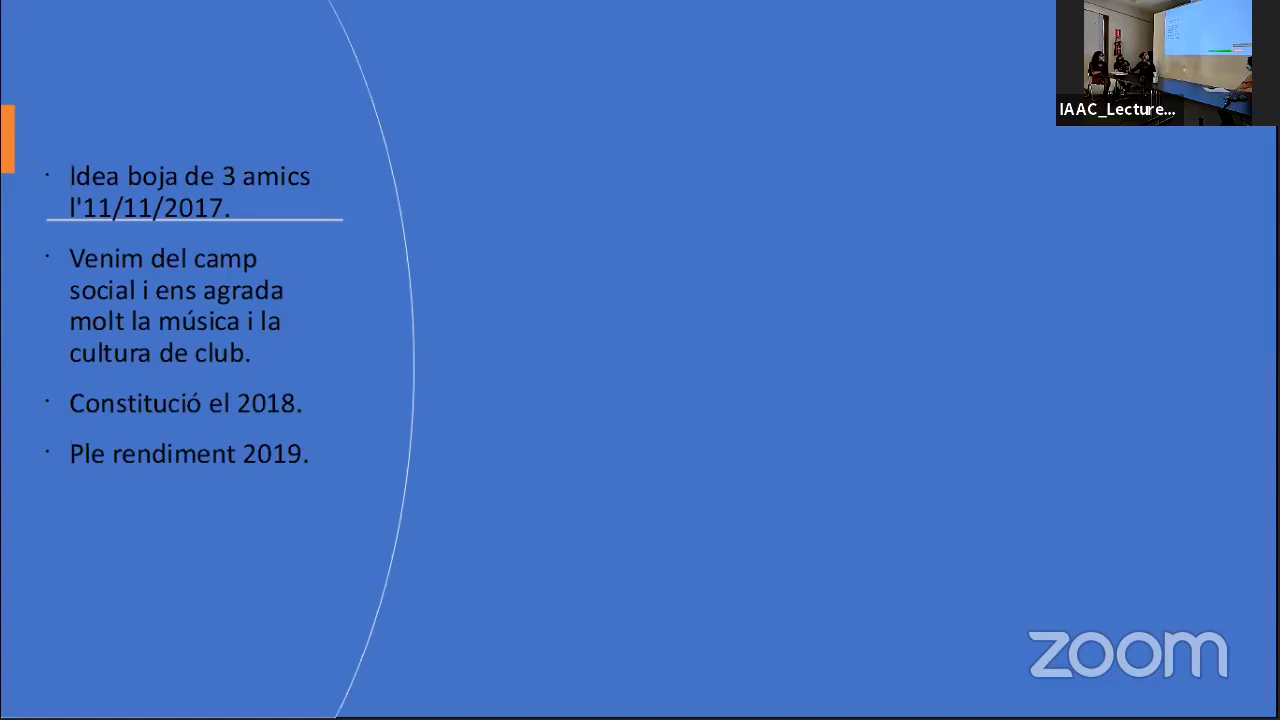 IAAC_Lecture...
· Idea boja de 3 amics
l'11/11/2017.
· Venim del camp
social i ens agrada
molt la música i la
cultura de club.
· Constitució el 2018.
· Ple rendiment 2019.
zoom